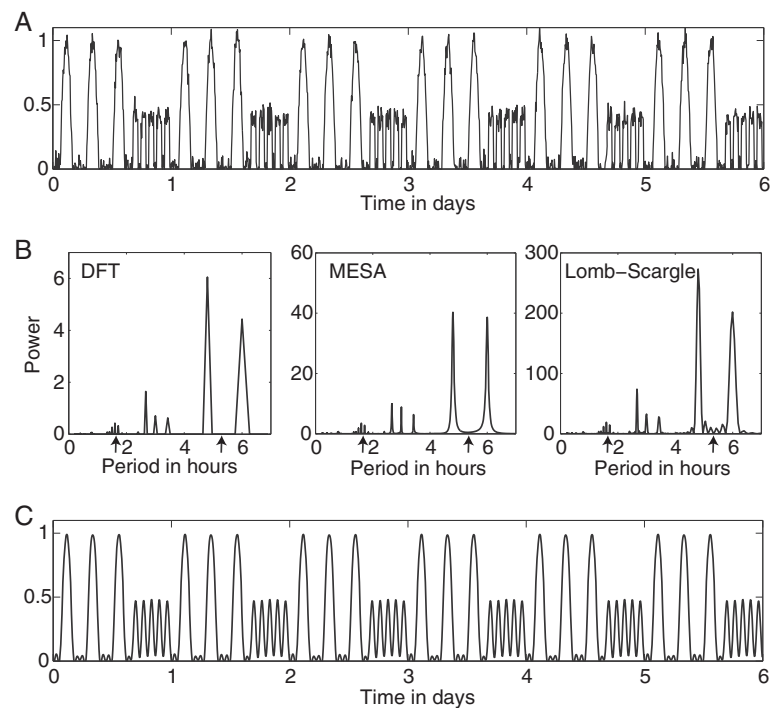 A
1
0.5
0
0 1 2 3 4 5 6
Time in days
B
DFT
6
4
2
0
Power
0 2 4 6
Period in hours
MESA
60
40
20
0
0 2 4 6
Period in hours
Lomb−Scargle
300
200
100
0
0 2 4 6
Period in hours
C
1
0.5
0
0 1 2 3 4 5 6
Time in days